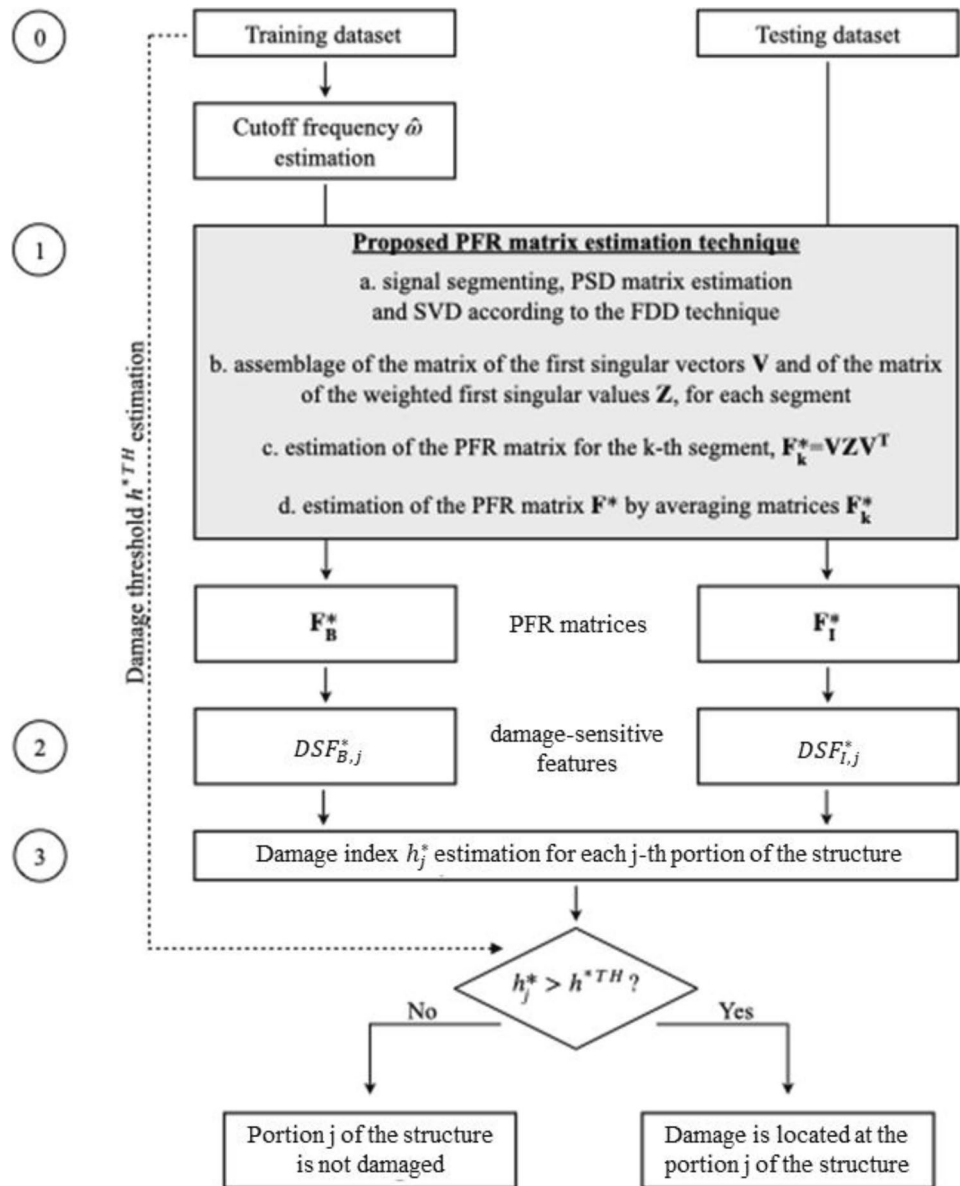 0
Training dataset
Testing dataset
Cutoff frequency ω̂
estimation
1
Proposed PFR matrix estimation technique
a. signal segmenting, PSD matrix estimation
and SVD according to the FDD technique
b. assemblage of the matrix of the first singular vectors V and of the matrix
of the weighted first singular values Z, for each segment
c. estimation of the PFR matrix for the k-th segment, F*k=VZV^T
d. estimation of the PFR matrix F* by averaging matrices F*k
Damage threshold h*TH estimation
F*B
PFR matrices
F*I
2
DSF*B,j
damage-sensitive
features
DSF*I,j
3
Damage index h*j estimation for each j-th portion of the structure
h*j > h*TH ?
No
Yes
Portion j of the structure
is not damaged
Damage is located at the
portion j of the structure